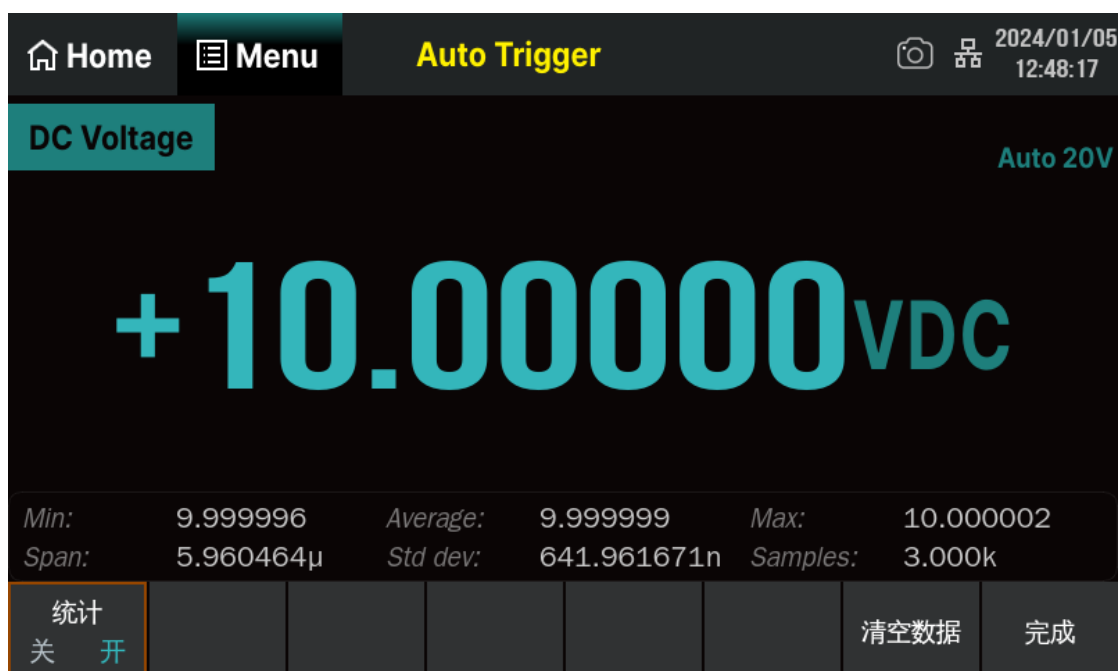 Home Menu Auto Trigger 2024/01/05
12:48:17
DC Voltage
Auto 20V
+10.00000VDC
Min: 9.999996 Average: 9.999999 Max: 10.000002
Span: 5.960464µ Std dev: 641.961671n Samples: 3.000k
统计
关 开
清空数据
完成